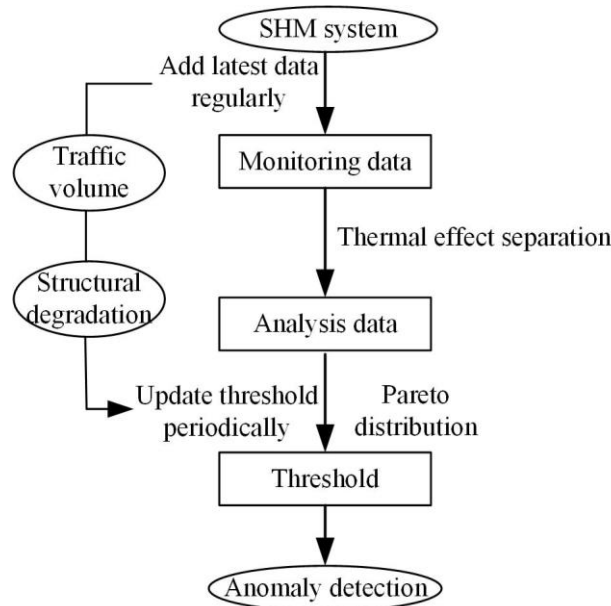 SHM system
Add latest data
regularly
Traffic
volume
Monitoring data
Thermal effect separation
Structural
degradation
Analysis data
Update threshold
periodically
Pareto
distribution
Threshold
Anomaly detection